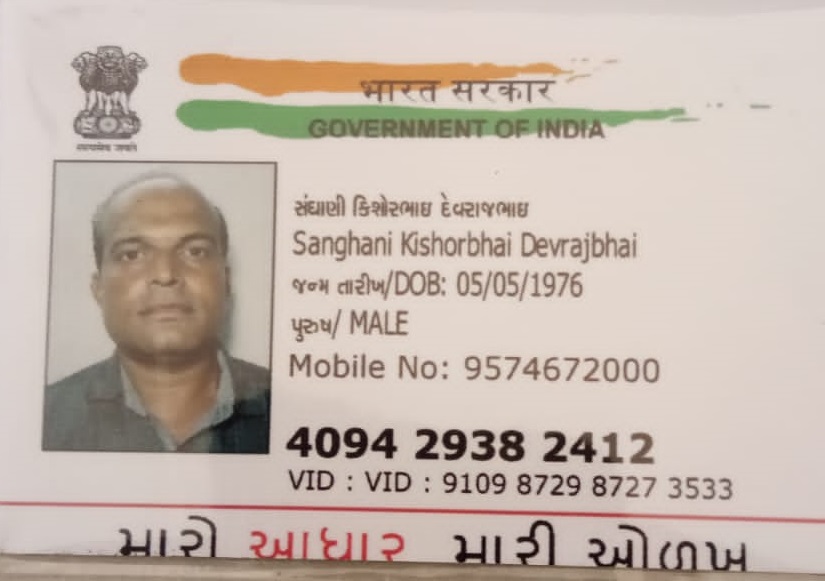 सत्यमेव जयते
भारत सरकार
GOVERNMENT OF INDIA
સંઘાણી કિશોરભાઇ દેવરાજભાઇ
Sanghani Kishorbhai Devrajbhai
જન્મ તારીખ/DOB: 05/05/1976
પુરુષ/ MALE
Mobile No: 9574672000
4094 2938 2412
VID : VID : 9109 8729 8727 3533
મારો આધાર મારી ઓળખ